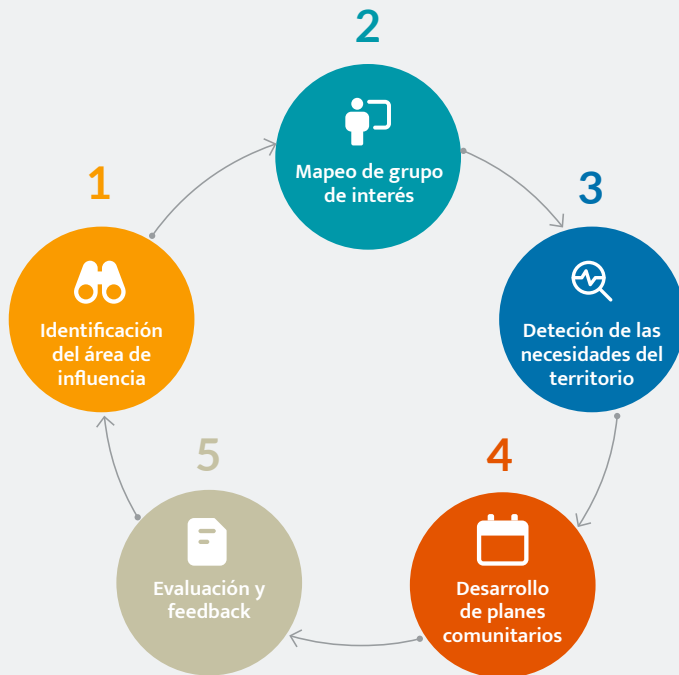 1
Identificación
del área de
influencia
2
Mapeo de grupo
de interés
3
Deteción de las
necesidades del
territorio
4
Desarrollo
de planes
comunitarios
5
Evaluación y
feedback